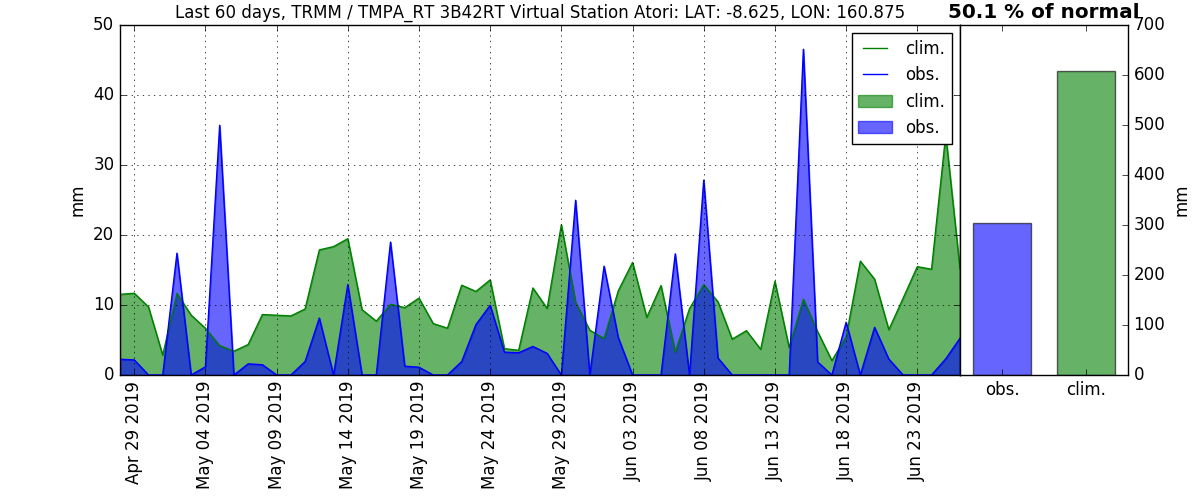 Last 60 days, TRMM / TMPA_RT 3B42RT Virtual Station Atori: LAT: -8.625, LON: 160.875
50.1 % of normal
50
40
30
20
10
0
mm
clim.
obs.
clim.
obs.
700
600
500
400
300
200
100
0
mm
obs.
clim.
Apr 29 2019
May 04 2019
May 09 2019
May 14 2019
May 19 2019
May 24 2019
May 29 2019
Jun 03 2019
Jun 08 2019
Jun 13 2019
Jun 18 2019
Jun 23 2019